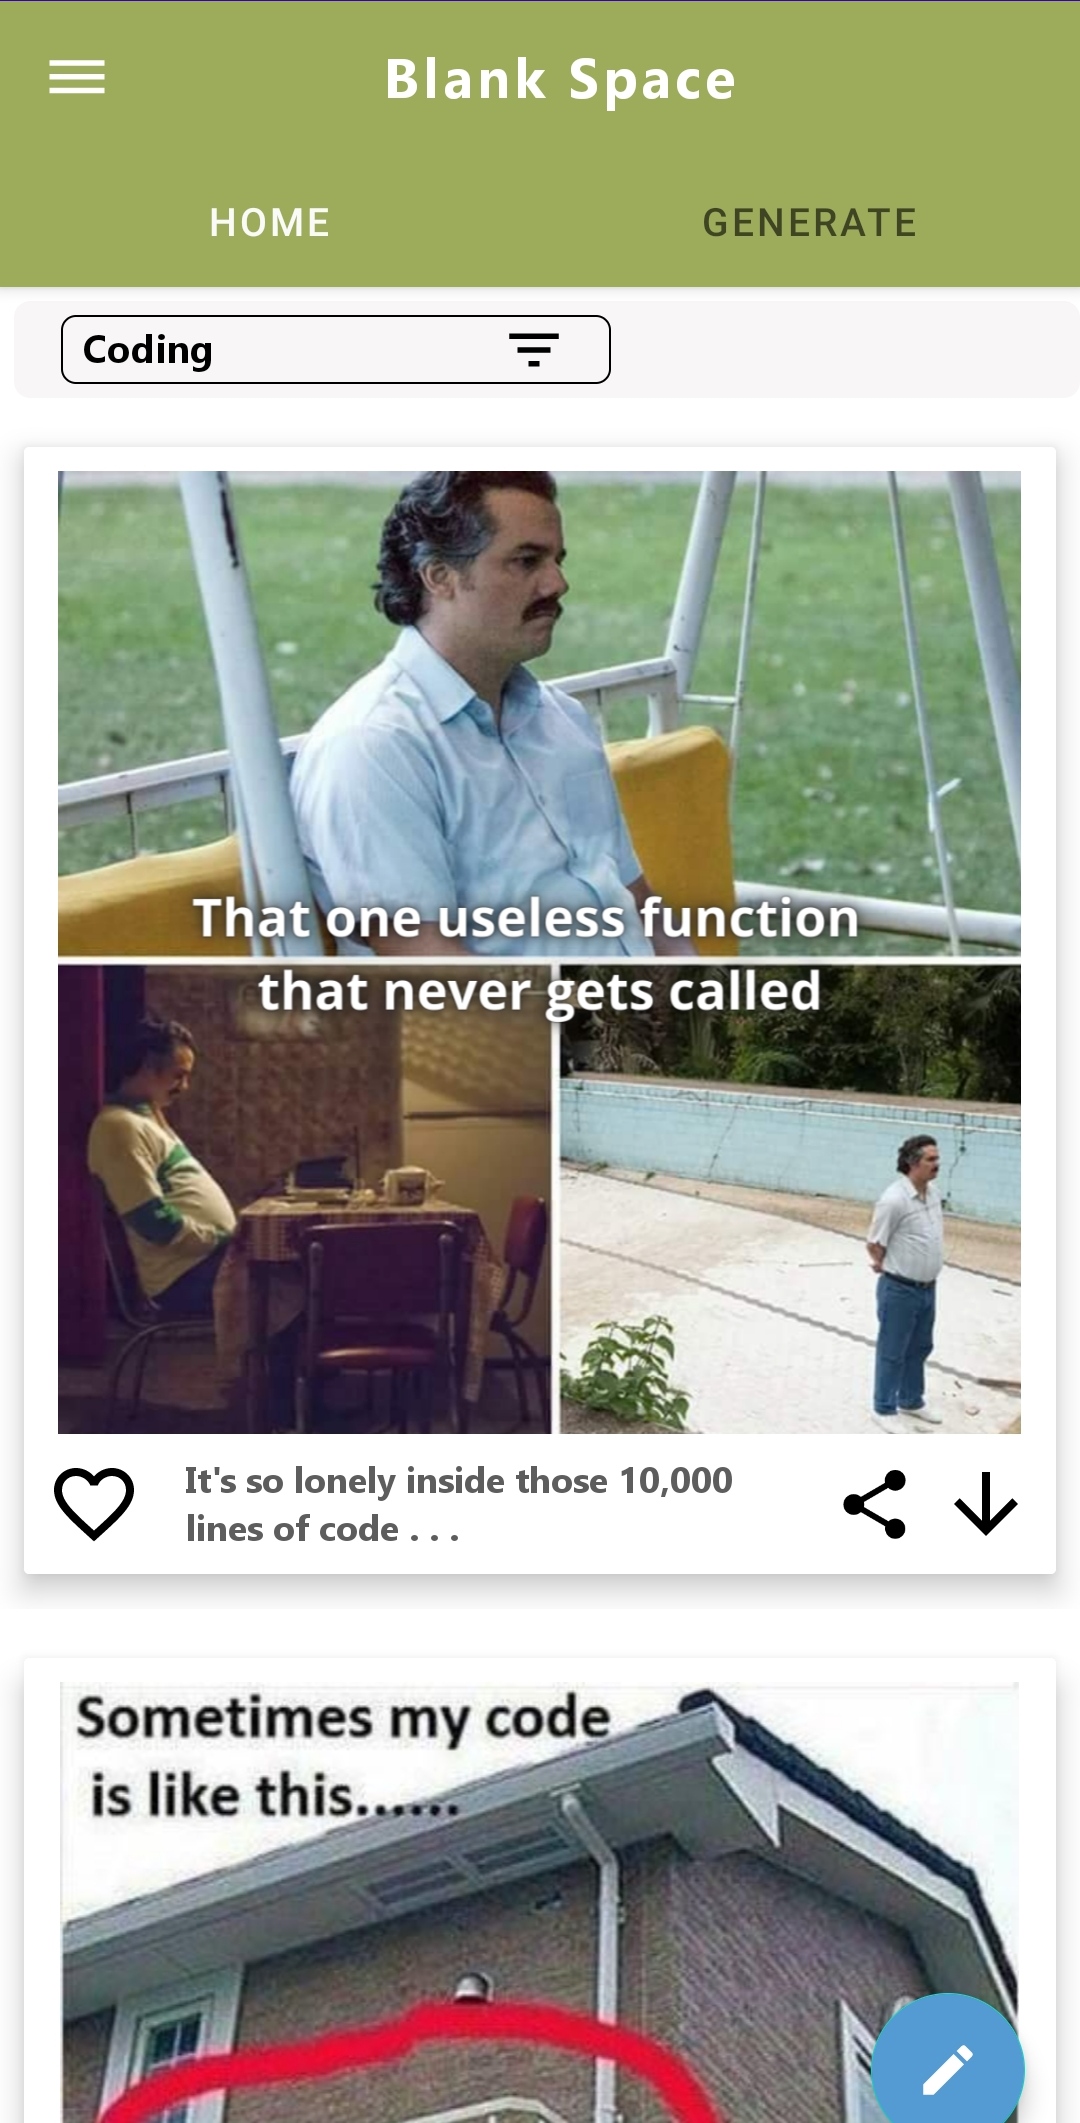 Blank Space
HOME
GENERATE
Coding
That one useless function
that never gets called
It's so lonely inside those 10,000
lines of code . . .
Sometimes my code
is like this......